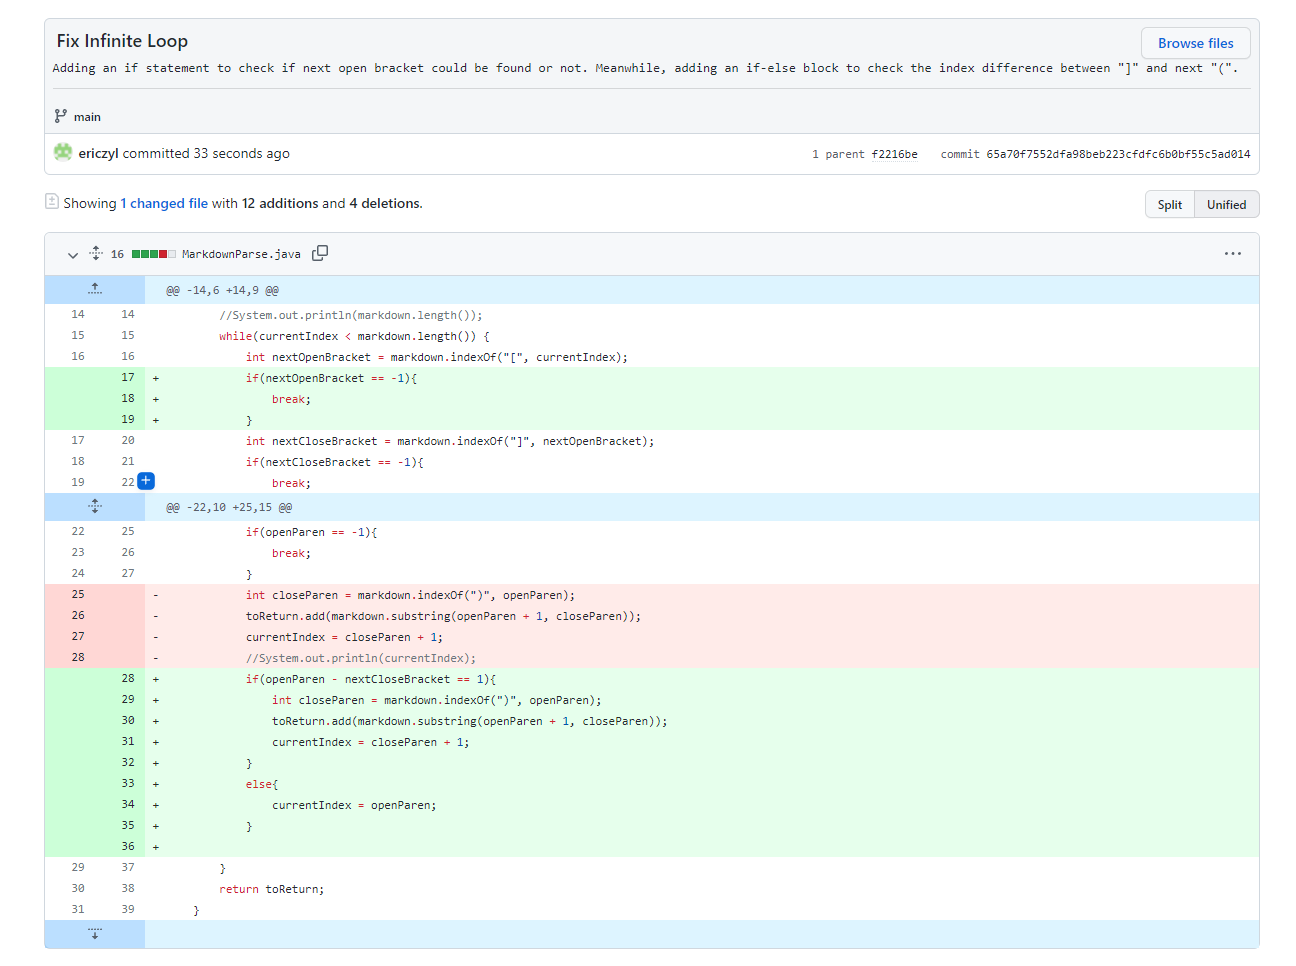 Fix Infinite Loop
Browse files
Adding an if statement to check if next open bracket could be found or not. Meanwhile, adding an if-else block to check the index difference between "]" and next "(".
main
ericzyl committed 33 seconds ago
1 parent f2216be commit 65a70f7552dfa98beb223cfdfc6b0bf55c5ad014
Showing 1 changed file with 12 additions and 4 deletions.
Split Unified
16 MarkdownParse.java
@@ -14,6 +14,9 @@
14 14 //System.out.println(markdown.length());
15 15 while(currentIndex < markdown.length()) {
16 16 int nextOpenBracket = markdown.indexOf("[", currentIndex);
17 + if(nextOpenBracket == -1){
18 + break;
19 + }
17 20 int nextCloseBracket = markdown.indexOf("]", nextOpenBracket);
18 21 if(nextCloseBracket == -1){
19 22 + break;
@@ -22,10 +25,15 @@
22 25 if(openParen == -1){
23 26 break;
24 27 }
25 - int closeParen = markdown.indexOf(")", openParen);
26 - toReturn.add(markdown.substring(openParen + 1, closeParen));
27 - currentIndex = closeParen + 1;
28 - //System.out.println(currentIndex);
28 + if(openParen - nextCloseBracket == 1){
29 + int closeParen = markdown.indexOf(")", openParen);
30 + toReturn.add(markdown.substring(openParen + 1, closeParen));
31 + currentIndex = closeParen + 1;
32 + }
33 + else{
34 + currentIndex = openParen;
35 + }
36 +
29 37 }
30 38 return toReturn;
31 39 }